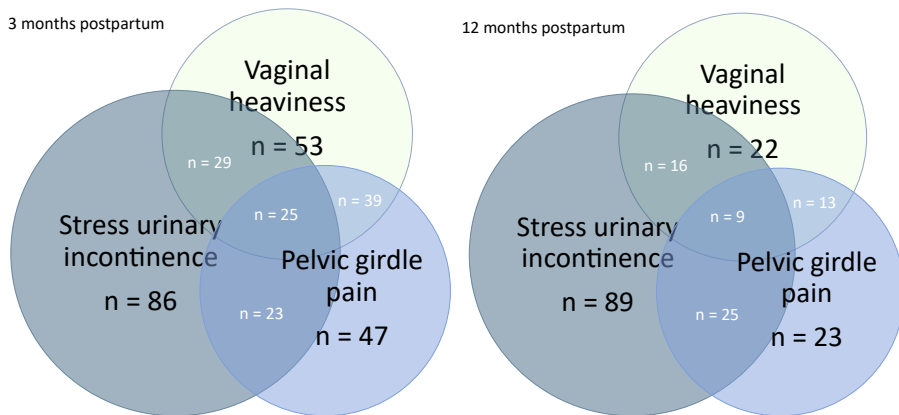 3 months postpartum
Vaginal
heaviness
n = 53
n = 29
n = 39
n = 25
Stress urinary
incontinence
n = 86
Pelvic girdle
pain
n = 47
n = 23
12 months postpartum
Vaginal
heaviness
n = 22
n = 16
n = 13
n = 9
Stress urinary
incontinence
n = 89
Pelvic girdle
pain
n = 23
n = 25